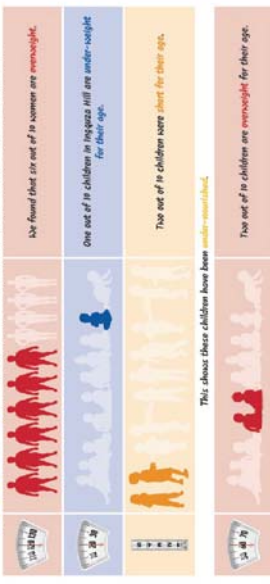 We found that six out of 10 women are overweight.
One out of 10 children in Ingquza Hill are under-weight
for their age.
Two out of 10 children were short for their age.
This shows these children have been under-nourished.
Two out of 10 children are overweight for their age.